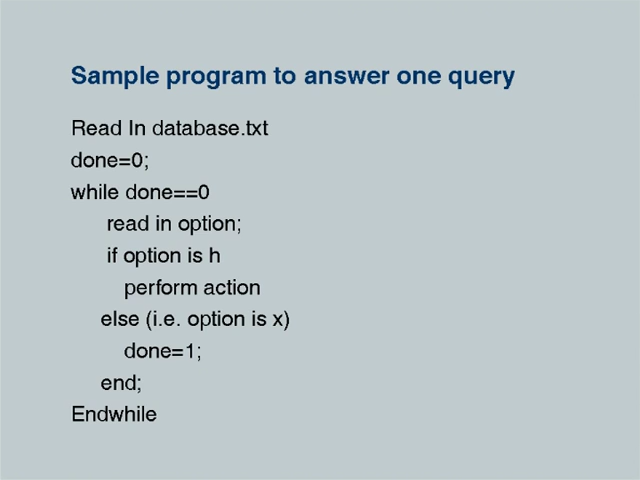 Sample program to answer one query
Read In database.txt
done=0;
while done==0
read in option;
if option is h
perform action
else (i.e. option is x)
done=1;
end;
Endwhile